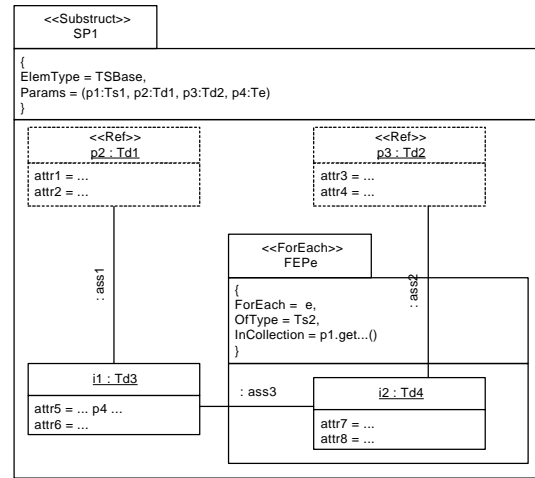 <<Substruct>>
SP1
{
ElemType = TSBase,
Params = (p1:Ts1, p2:Td1, p3:Td2, p4:Te)
}
<<Ref>>
p2 : Td1
attr1 = ...
attr2 = ...
<<Ref>>
p3 : Td2
attr3 = ...
attr4 = ...
: ass1
: ass2
<<ForEach>>
FEPe
{
ForEach = e,
OfType = Ts2,
InCollection = p1.get...()
}
i1 : Td3
attr5 = ... p4 ...
attr6 = ...
: ass3
i2 : Td4
attr7 = ...
attr8 = ...